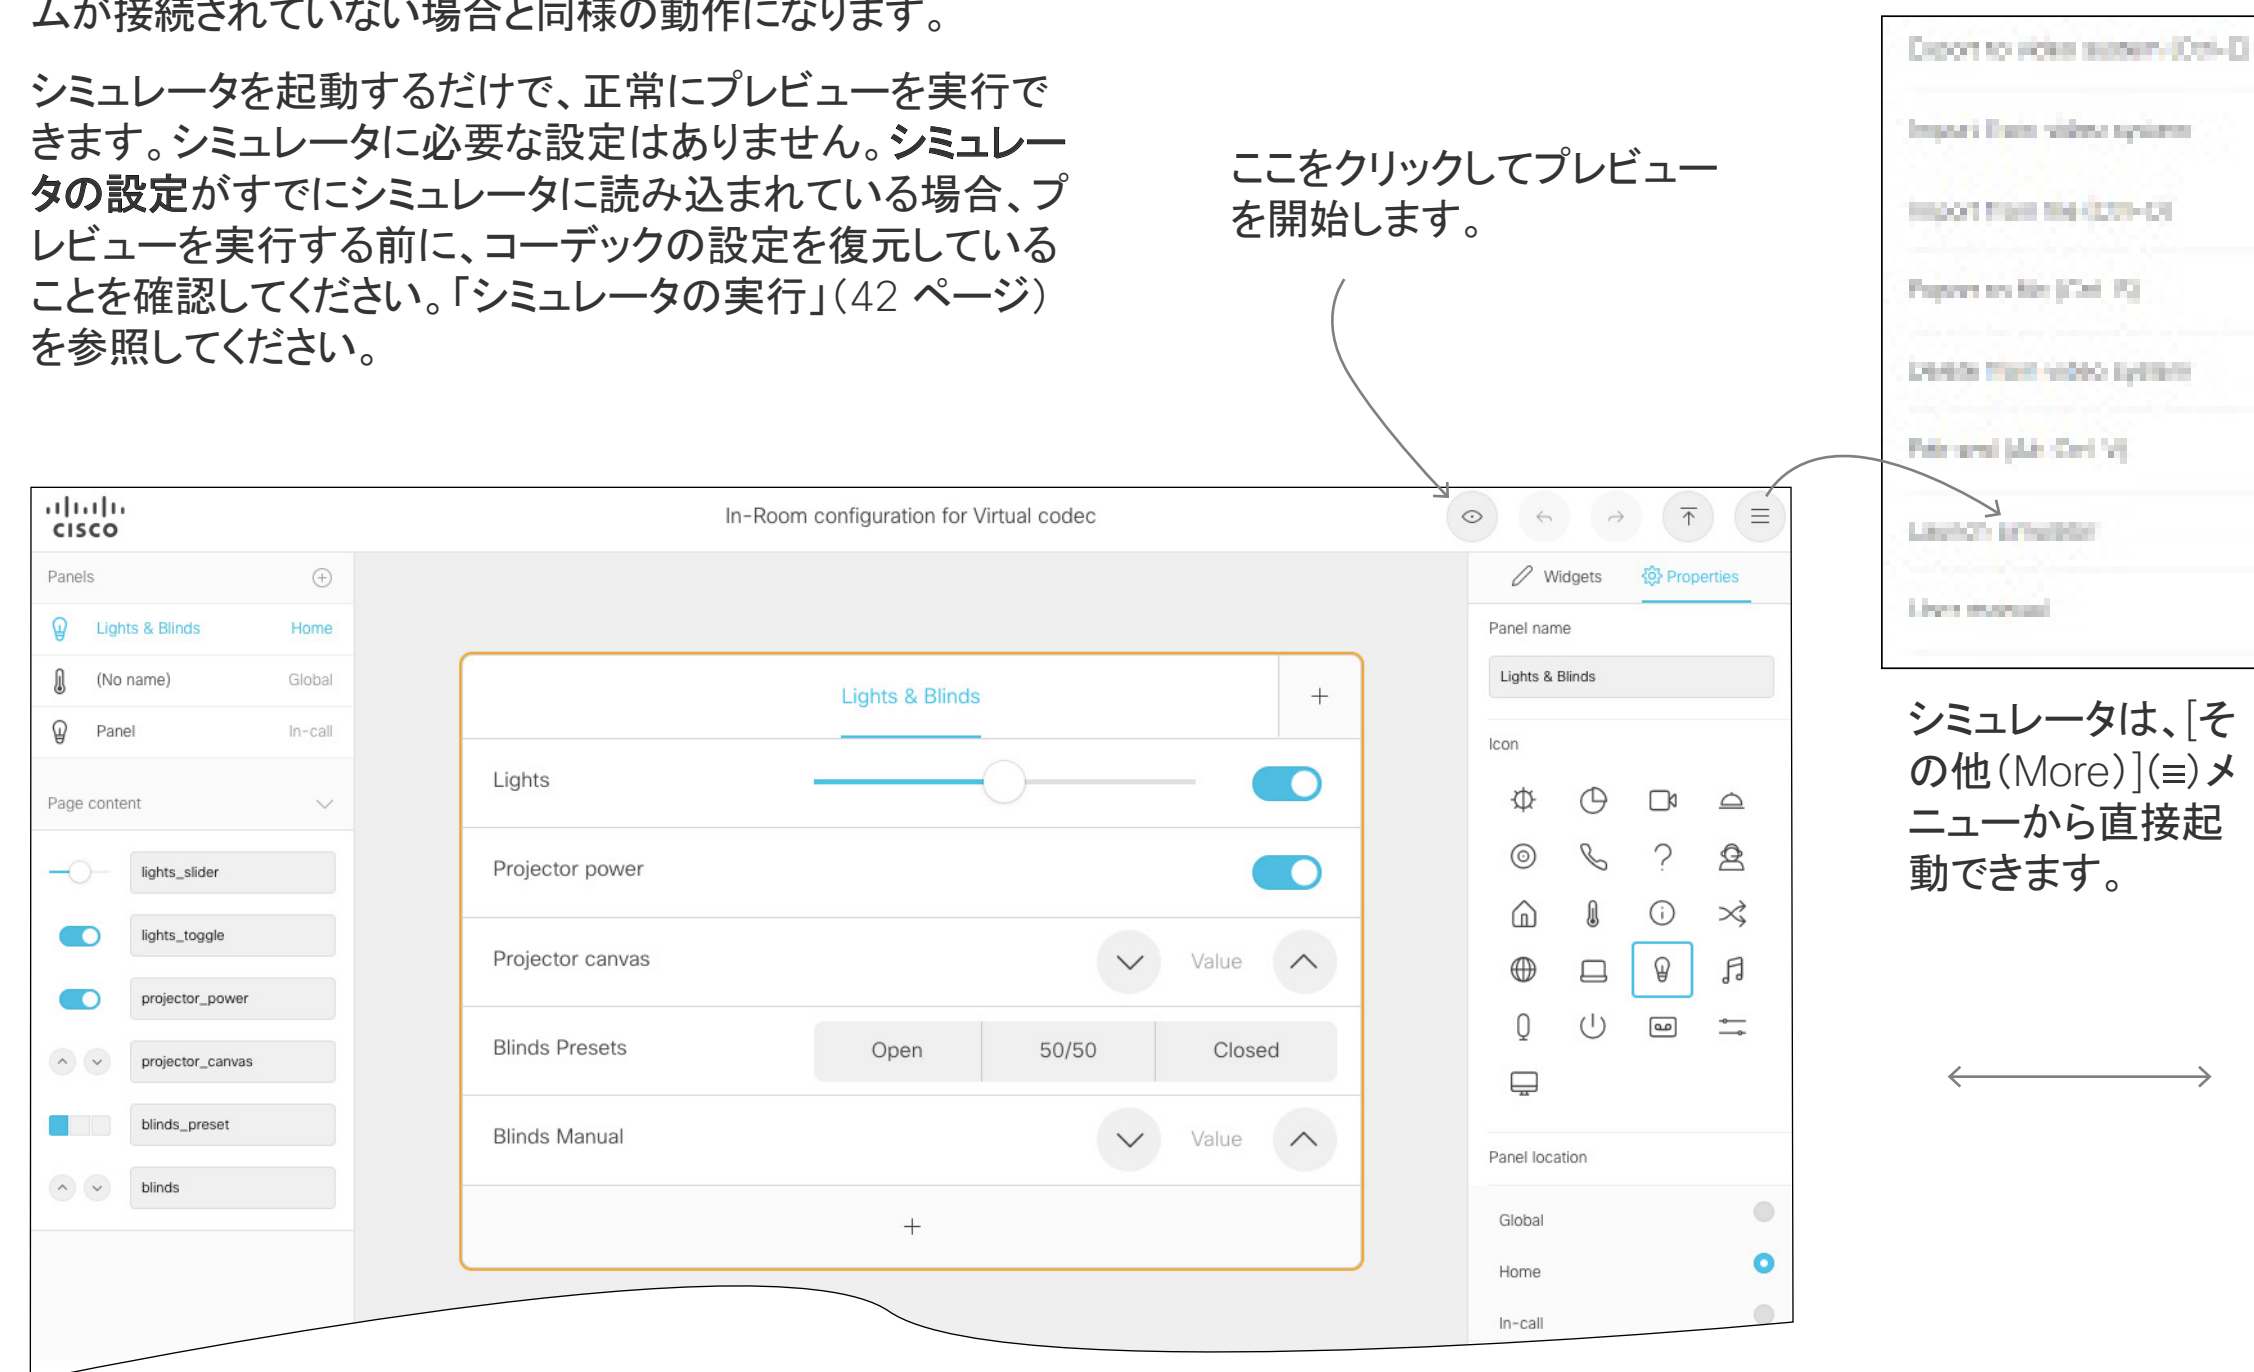 ムが接続されていない場合と同様の動作になります。
シミュレータを起動するだけで、正常にプレビューを実行で
きます。シミュレータに必要な設定はありません。シミュレー
タの設定がすでにシミュレータに読み込まれている場合、プ
レビューを実行する前に、コーデックの設定を復元している
ことを確認してください。「シミュレータの実行」(42 ページ)
を参照してください。
ここをクリックしてプレビュー
を開始します。
Import from video system
Delete from video system
Launch simulator
User manual
シミュレータは、[そ
の他(More)](≡)メ
ニューから直接起
動できます。
CISCO
In-Room configuration for Virtual codec
Panels
Lights & Blinds Home
(No name) Global
Panel In-call
Page content
lights_slider
lights_toggle
projector_power
projector_canvas
blinds_preset
blinds
Lights & Blinds
Lights
Projector power
Projector canvas Value
Blinds Presets Open 50/50 Closed
Blinds Manual Value
Widgets Properties
Panel name
Lights & Blinds
Icon
Panel location
Global
Home
In-call